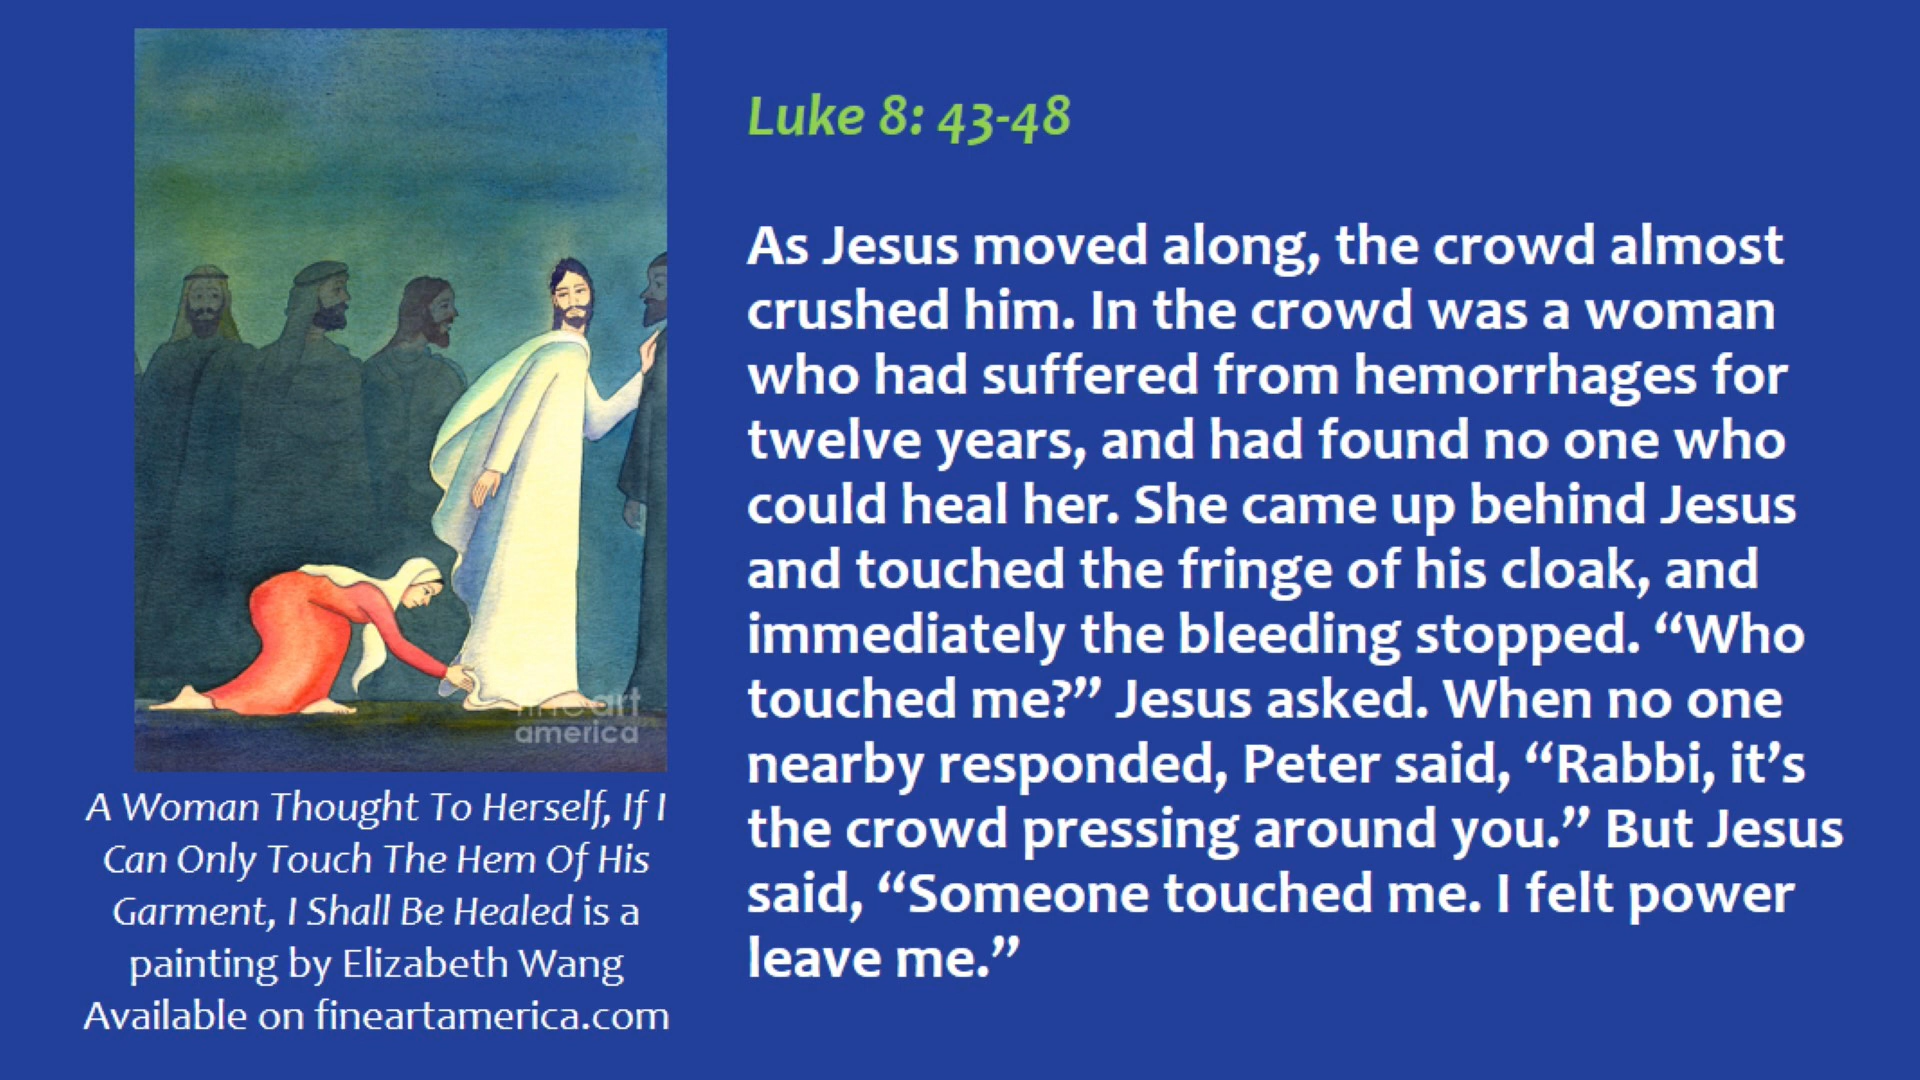 Luke 8: 43-48
As Jesus moved along, the crowd almost
crushed him. In the crowd was a woman
who had suffered from hemorrhages for
twelve years, and had found no one who
could heal her. She came up behind Jesus
and touched the fringe of his cloak, and
immediately the bleeding stopped. “Who
touched me?” Jesus asked. When no one
nearby responded, Peter said, “Rabbi, it’s
the crowd pressing around you.” But Jesus
said, “Someone touched me. I felt power
leave me.”
fine art
america
A Woman Thought To Herself, If I
Can Only Touch The Hem Of His
Garment, I Shall Be Healed is a
painting by Elizabeth Wang
Available on fineartamerica.com